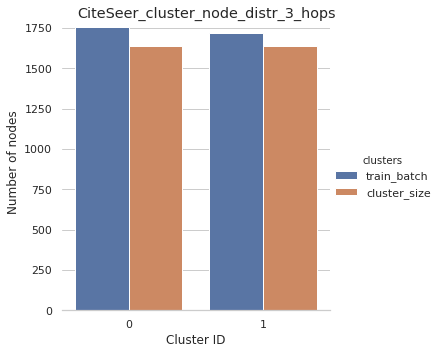 CiteSeer_cluster_node_distr_3_hops
1750
1500
1250
1000
750
500
250
0
Number of nodes
0
1
Cluster ID
clusters
train_batch
cluster_size